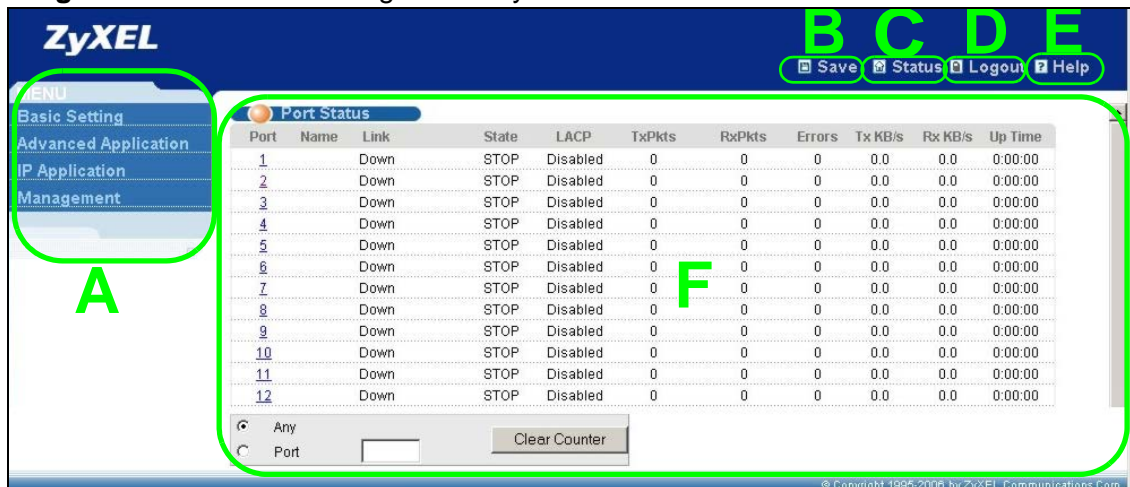 ZyXEL
B C D E
Save Status Logout Help
MENU
Basic Setting
Advanced Application
IP Application
Management
A
Port Status
Port Name Link State LACP TxPkts RxPkts Errors Tx KB/s Rx KB/s Up Time
1 Down STOP Disabled 0 0 0 0.0 0.0 0:00:00
2 Down STOP Disabled 0 0 0 0.0 0.0 0:00:00
3 Down STOP Disabled 0 0 0 0.0 0.0 0:00:00
4 Down STOP Disabled 0 0 0 0.0 0.0 0:00:00
5 Down STOP Disabled 0 0 0 0.0 0.0 0:00:00
6 Down STOP Disabled 0 0 0 0.0 0.0 0:00:00
F
7 Down STOP Disabled 0 0 0 0.0 0.0 0:00:00
8 Down STOP Disabled 0 0 0 0.0 0.0 0:00:00
9 Down STOP Disabled 0 0 0 0.0 0.0 0:00:00
10 Down STOP Disabled 0 0 0 0.0 0.0 0:00:00
11 Down STOP Disabled 0 0 0 0.0 0.0 0:00:00
12 Down STOP Disabled 0 0 0 0.0 0.0 0:00:00
Any
Port
Clear Counter
© Copyright 1995-2006 by ZyXEL Communications Corp.